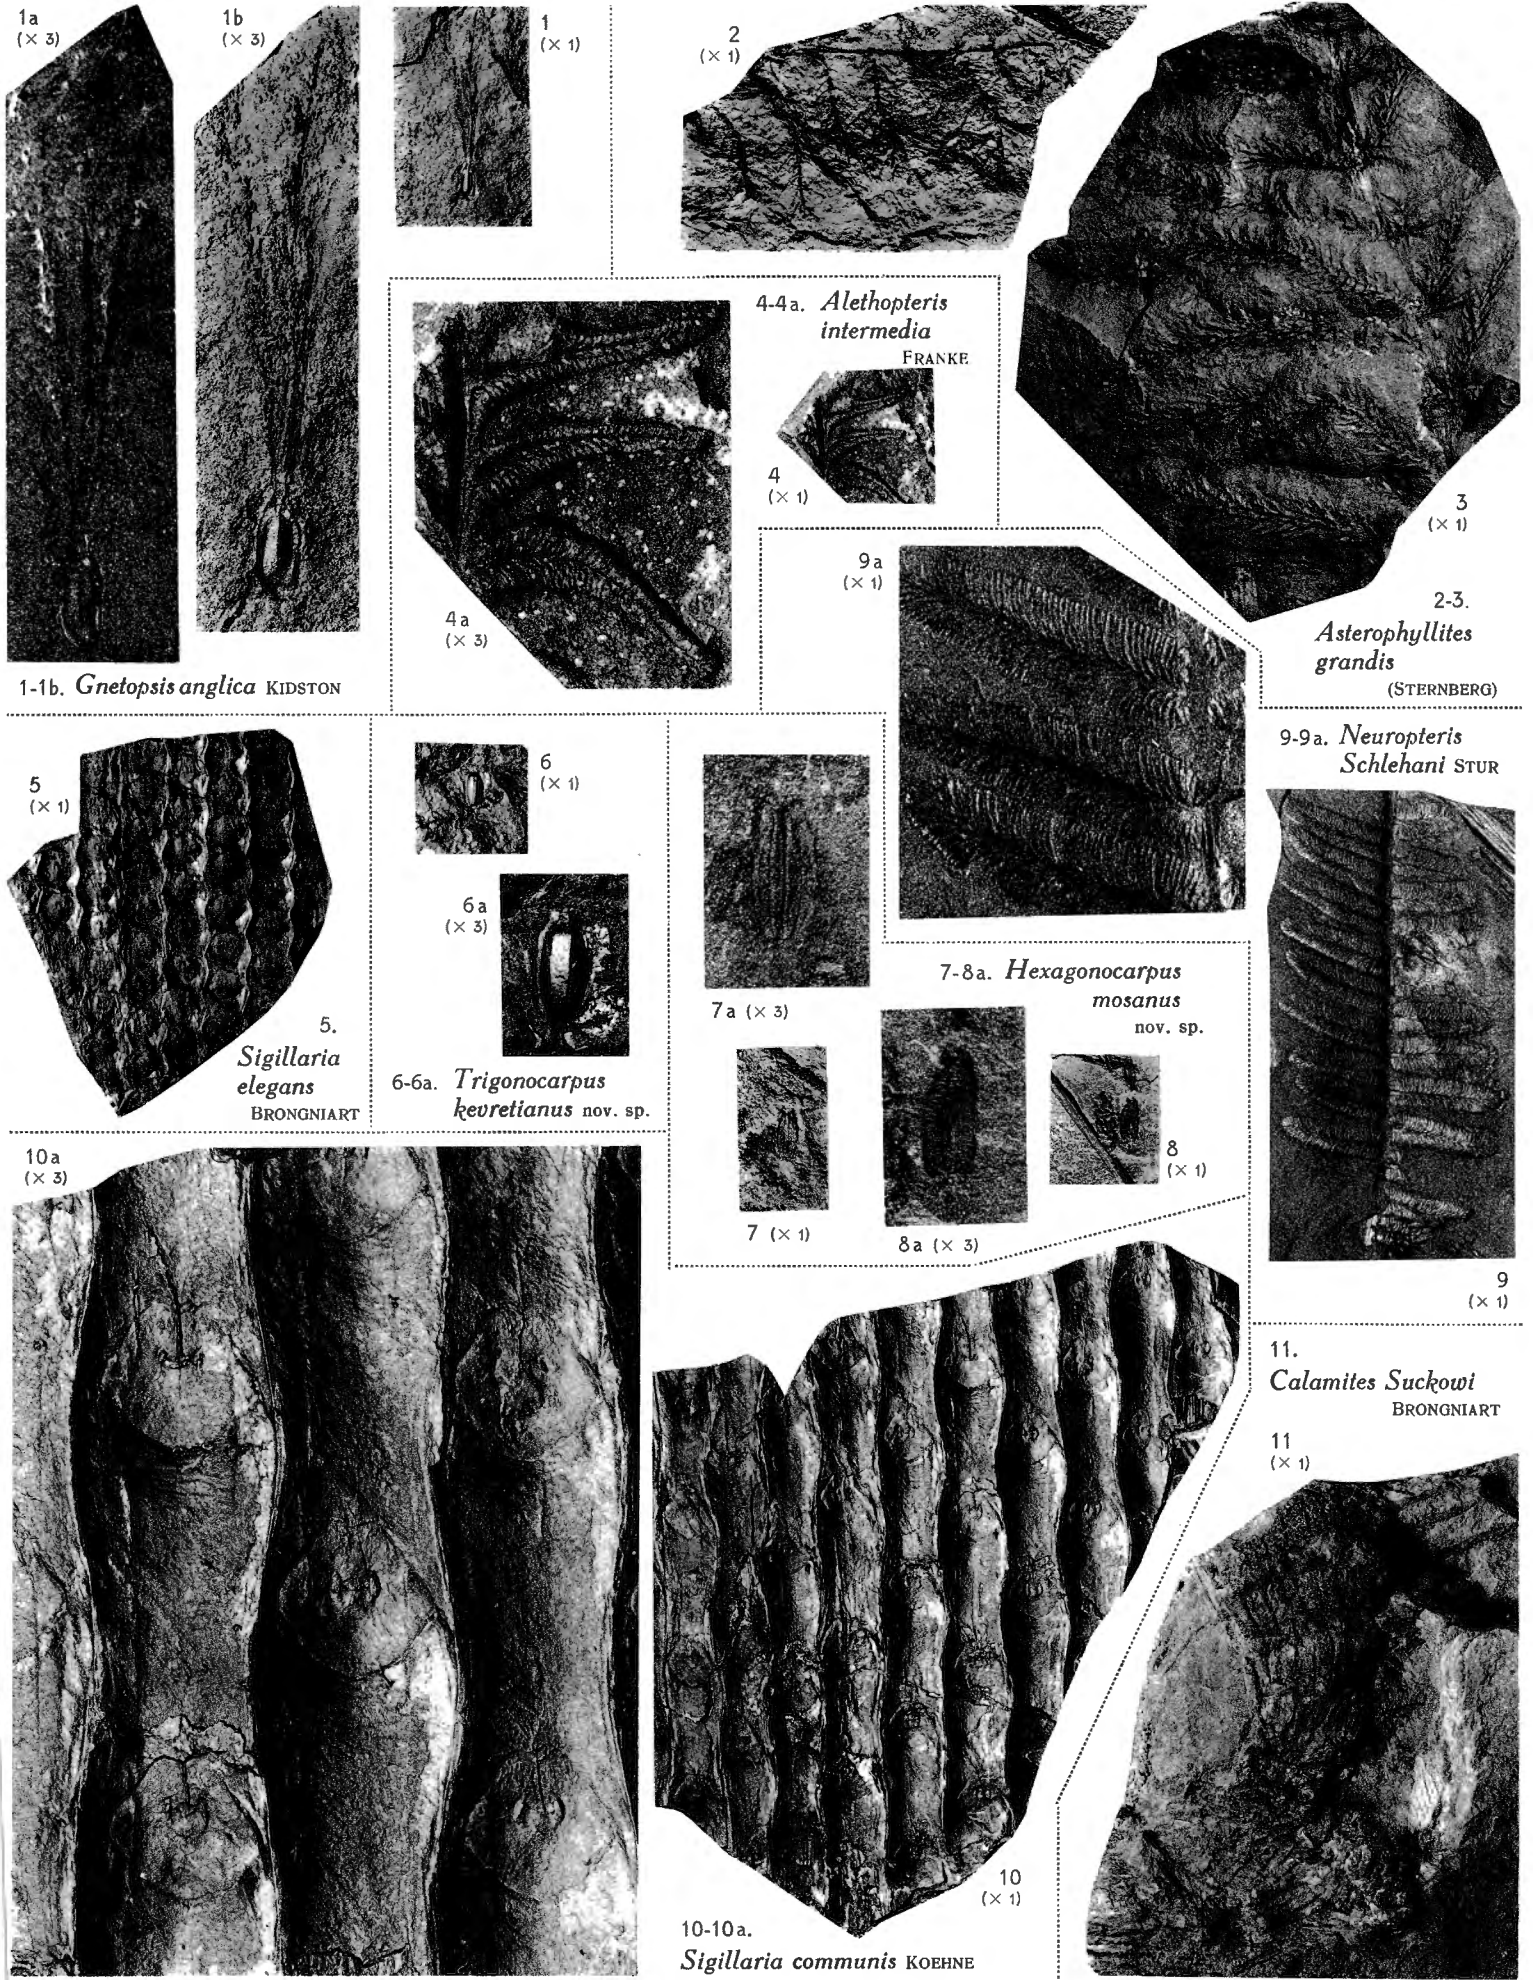 1a
(× 3)
1b
(× 3)
1
(× 1)
2
(× 1)
3
(× 1)
2-3.
Asterophyllites
grandis
(STERNBERG)
4-4a. Alethopteris
intermedia
FRANKE
4
(× 1)
4a
(× 3)
1-1b. Gnetopsis anglica KIDSTON
9a
(× 1)
9-9a. Neuropteris
Schlehani STUR
9
(× 1)
5
(× 1)
5.
Sigillaria
elegans
BRONGNIART
6
(× 1)
6a
(× 3)
6-6a. Trigonocarpus
kevretianus nov. sp.
7a (× 3)
7-8a. Hexagonocarpus
mosanus
nov. sp.
7 (× 1)
8a (× 3)
8
(× 1)
10a
(× 3)
10
(× 1)
10-10a.
Sigillaria communis KOEHNE
11.
Calamites Suckowi
BRONGNIART
11
(× 1)